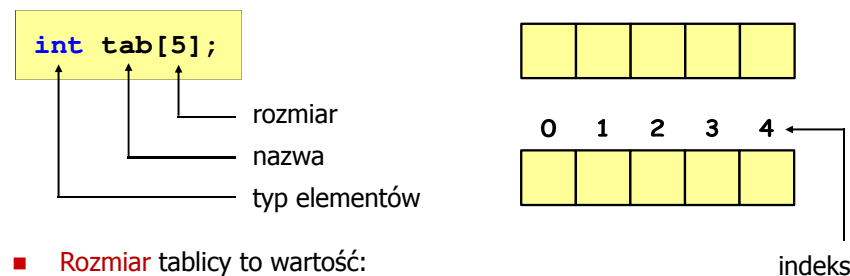 int tab[5];
rozmiar
nazwa
typ elementów
0 1 2 3 4
indeks
▪ Rozmiar tablicy to wartość: